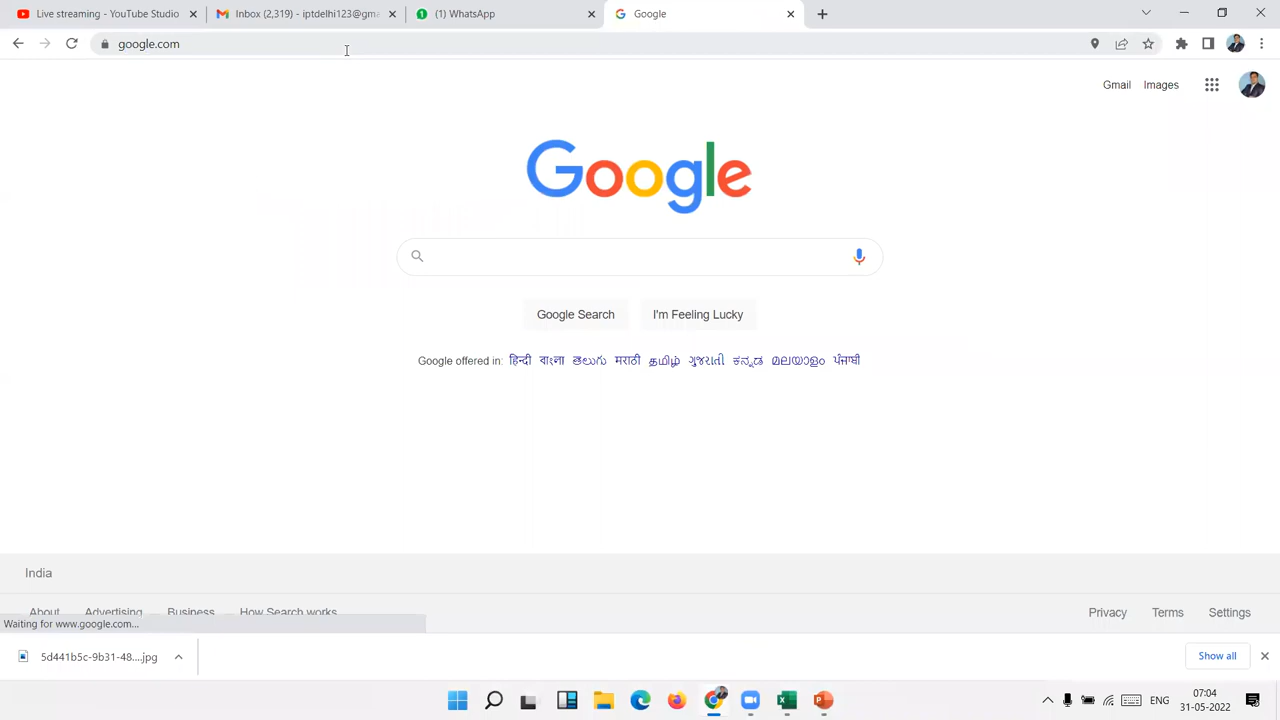 Live streaming - YouTube Studio
Inbox (2,319) - iptdelhi123@gm
(1) WhatsApp
Google
google.com
Gmail Images
Google
Google Search I'm Feeling Lucky
Google offered in: हिन्दी বাংলা తెలుగు मराठी தமிழ் ગુજરાતી ಕನ್ನಡ മലയാളം ਪੰਜਾਬੀ
India
About Advertising Business How Search works Privacy Terms Settings
Waiting for www.google.com...
5d441b5c-9b31-48....jpg Show all
ENG 07:04
31-05-2022